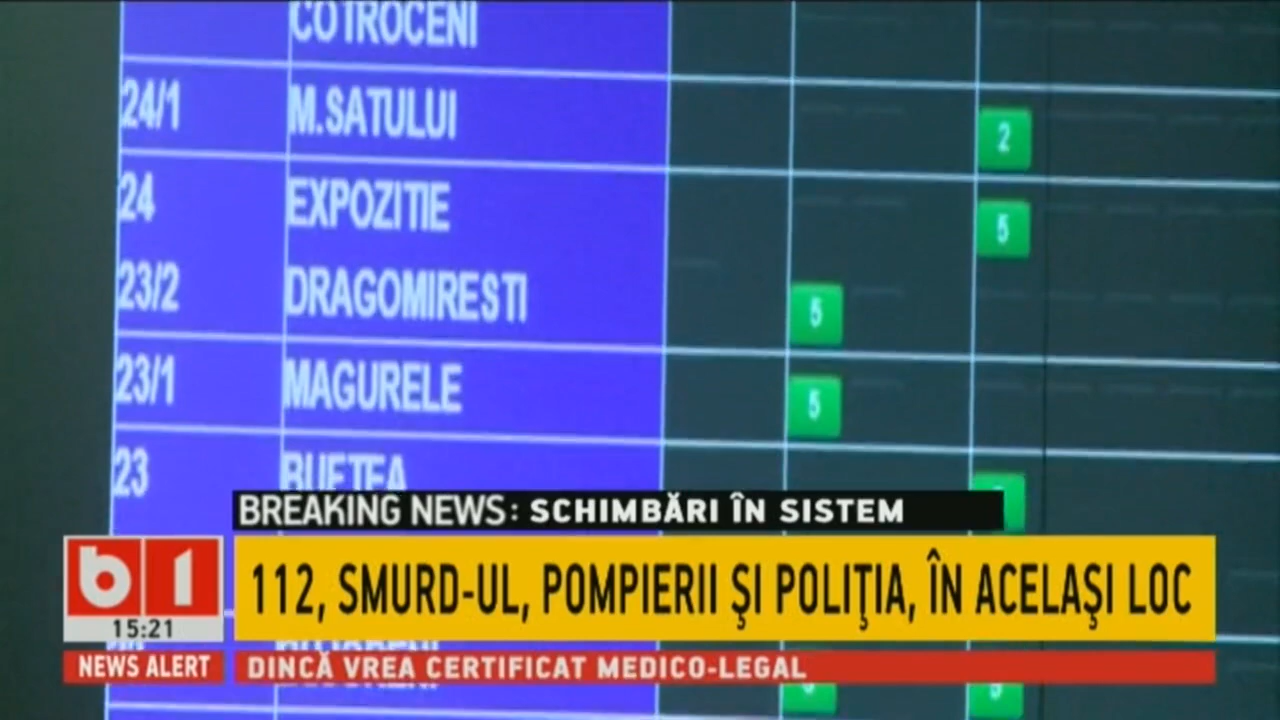 COTROCENI
24/1 M.SATULUI 2
24 EXPOZITIE 5
23/2 DRAGOMIRESTI 5
23/1 MAGURELE 5
23 BUFTEA
BREAKING NEWS: SCHIMBĂRI ÎN SISTEM
b1
112, SMURD-UL, POMPIERII ŞI POLIŢIA, ÎN ACELAŞI LOC
15:21
NEWS ALERT DINCĂ VREA CERTIFICAT MEDICO-LEGAL